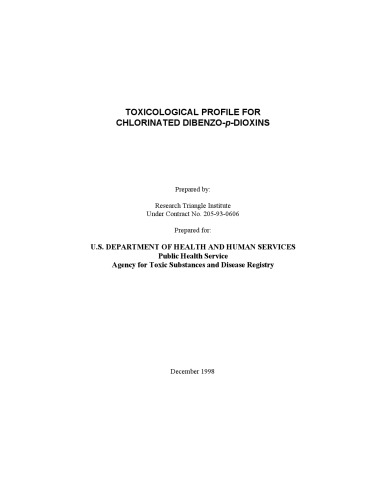 TOXICOLOGICAL PROFILE FOR
CHLORINATED DIBENZO-p-DIOXINS
Prepared by:
Research Triangle Institute
Under Contract No. 205-93-0606
Prepared for:
U.S. DEPARTMENT OF HEALTH AND HUMAN SERVICES
Public Health Service
Agency for Toxic Substances and Disease Registry
December 1998